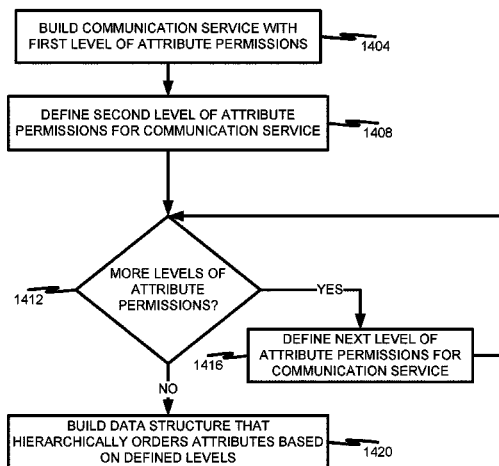 BUILD COMMUNICATION SERVICE WITH
FIRST LEVEL OF ATTRIBUTE PERMISSIONS
1404
DEFINE SECOND LEVEL OF ATTRIBUTE
PERMISSIONS FOR COMMUNICATION SERVICE
1408
MORE LEVELS OF
ATTRIBUTE
PERMISSIONS?
1412
YES
DEFINE NEXT LEVEL OF
ATTRIBUTE PERMISSIONS FOR
COMMUNICATION SERVICE
1416
NO
BUILD DATA STRUCTURE THAT
HIERARCHICALLY ORDERS ATTRIBUTES BASED
ON DEFINED LEVELS
1420